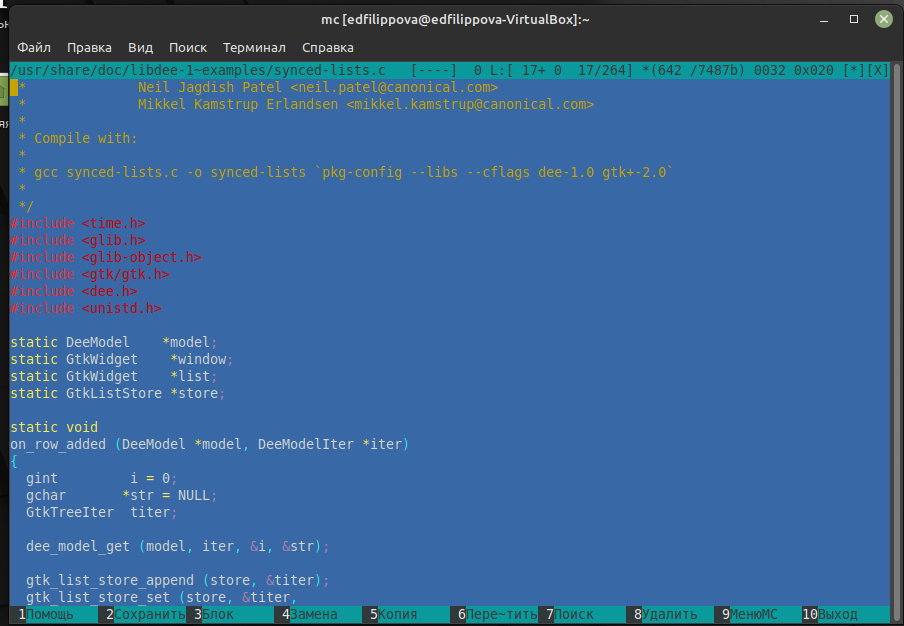 mc [edfilippova@edfilippova-VirtualBox]:~
Файл Правка Вид Поиск Терминал Справка
/usr/share/doc/libdee-1~examples/synced-lists.c [----] 0 L:[ 17+ 0 17/264] *(642 /7487b) 0032 0x020 [*][X]
* Neil Jagdish Patel <neil.patel@canonical.com>
* Mikkel Kamstrup Erlandsen <mikkel.kamstrup@canonical.com>
*
* Compile with:
*
* gcc synced-lists.c -o synced-lists `pkg-config --libs --cflags dee-1.0 gtk+-2.0`
*
*/
#include <time.h>
#include <glib.h>
#include <glib-object.h>
#include <gtk/gtk.h>
#include <dee.h>
#include <unistd.h>
static DeeModel *model;
static GtkWidget *window;
static GtkWidget *list;
static GtkListStore *store;
static void
on_row_added (DeeModel *model, DeeModelIter *iter)
{
gint i = 0;
gchar *str = NULL;
GtkTreeIter titer;
dee_model_get (model, iter, &i, &str);
gtk_list_store_append (store, &titer);
gtk_list_store_set (store, &titer,
1Помощь 2Сохранить 3Блок 4Замена 5Копия 6Пере~тить 7Поиск 8Удалить 9МенюМС 10Выход